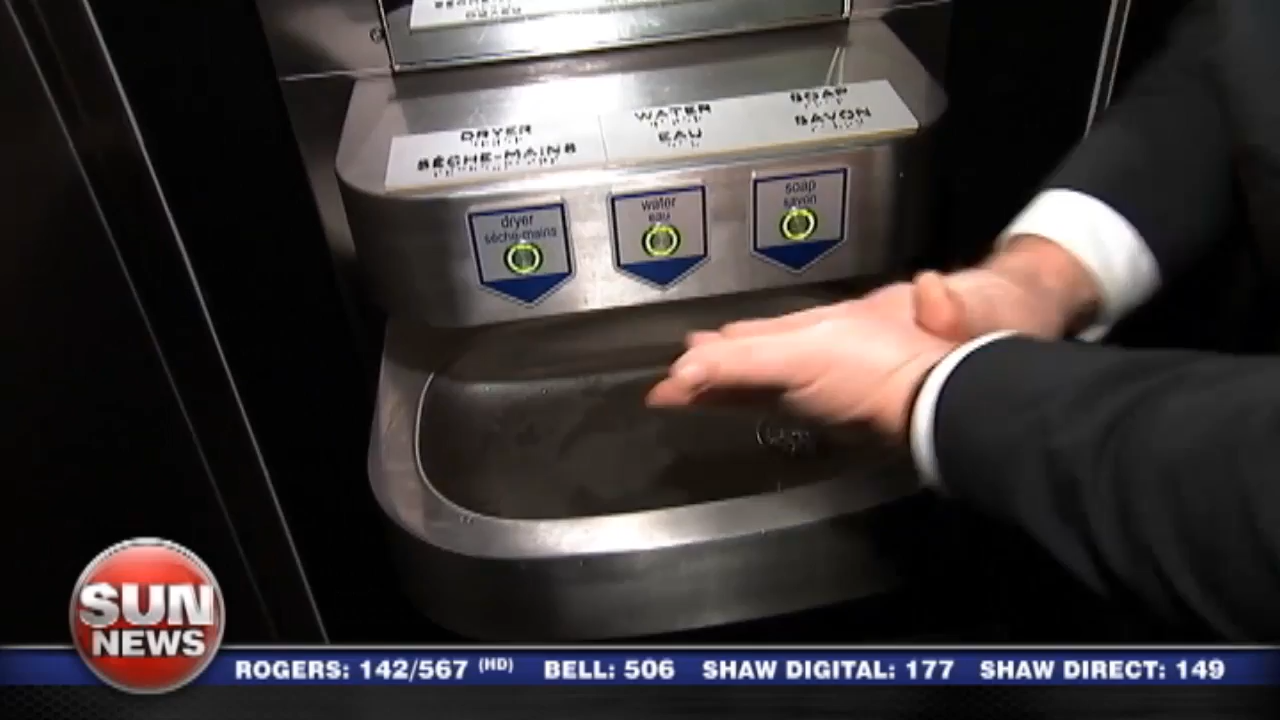 DRYER
SÈCHE-MAINS
WATER
EAU
SOAP
SAVON
dryer
sèche-mains
water
eau
soap
savon
SUN
NEWS
ROGERS: 142/567 (HD) BELL: 506 SHAW DIGITAL: 177 SHAW DIRECT: 149